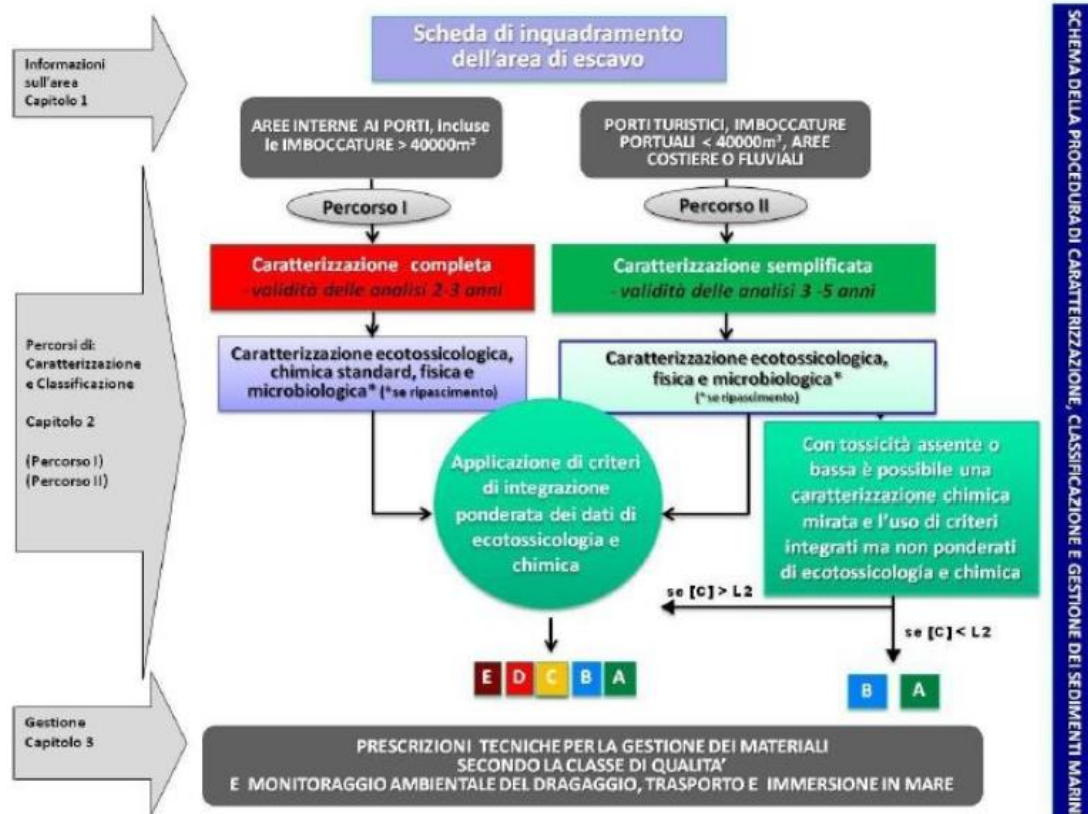 Scheda di inquadramento
dell'area di escavo
Informazioni
sull'area
Capitolo 1
AREE INTERNE AI PORTI, incluse
le IMBOCCATURE > 40000m³
PORTI TURISTICI, IMBOCCATURE
PORTUALI < 40000m³, AREE
COSTIERE O FLUVIALI
Percorso I
Percorso II
Caratterizzazione completa
- validità delle analisi 2-3 anni
Caratterizzazione semplificata
- validità delle analisi 3 -5 anni
Percorsi di:
Caratterizzazione
e Classificazione
Capitolo 2
(Percorso I)
(Percorso II)
Caratterizzazione ecotossicologica,
chimica standard, fisica e
microbiologica* (*se ripascimento)
Caratterizzazione ecotossicologica,
fisica e microbiologica*
(*se ripascimento)
Applicazione di criteri
di integrazione
ponderata dei dati di
ecotossicologia e
chimica
Con tossicità assente o
bassa è possibile una
caratterizzazione chimica
mirata e l'uso di criteri
integrati ma non ponderati
di ecotossicologia e chimica
se [C] > L2
se [C] < L2
E D C B A
B A
Gestione
Capitolo 3
PRESCRIZIONI TECNICHE PER LA GESTIONE DEI MATERIALI
SECONDO LA CLASSE DI QUALITA'
E MONITORAGGIO AMBIENTALE DEL DRAGAGGIO, TRASPORTO E IMMERSIONE IN MARE
SCHEMA DELLA PROCEDURA DI CARATTERIZZAZIONE, CLASSIFICAZIONE E GESTIONE DEI SEDIMENTI MARINI